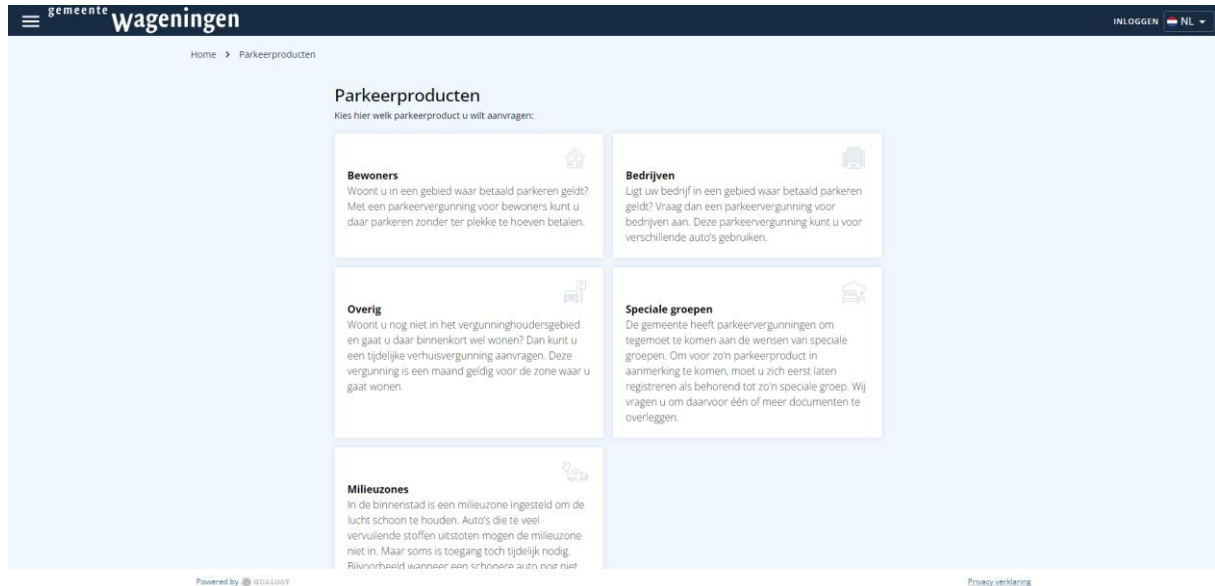 gemeente Wageningen
INLOGGEN NL
Home > Parkeerproducten
Parkeerproducten
Kies hier welk parkeerproduct u wilt aanvragen:
Bewoners
Woont u in een gebied waar betaald parkeren geldt?
Met een parkeervergunning voor bewoners kunt u
daar parkeren zonder ter plekke te hoeven betalen.
Bedrijven
Ligt uw bedrijf in een gebied waar betaald parkeren
geldt? Vraag dan een parkeervergunning voor
bedrijven aan. Deze parkeervergunning kunt u voor
verschillende auto's gebruiken.
Overig
Woont u nog niet in het vergunninghoudersgebied
en gaat u daar binnenkort wel wonen? Dan kunt u
een tijdelijke verhuisvergunning aanvragen. Deze
vergunning is een maand geldig voor de zone waar u
gaat wonen.
Speciale groepen
De gemeente heeft parkeervergunningen om
tegemoet te komen aan de wensen van speciale
groepen. Om voor zo'n parkeerproduct in
aanmerking te komen, moet u zich eerst laten
registreren als behorend tot zo'n speciale groep. Wij
vragen u om daarvoor één of meer documenten te
overleggen.
Milieuzones
In de binnenstad is een milieuzone ingesteld om de
lucht schoon te houden. Auto's die te veel
vervuilende stoffen uitstoten mogen de milieuzone
niet in. Maar soms is toegang toch tijdelijk nodig.
Bijvoorbeeld wanneer een schonere auto nog niet
Powered by QUALOGY
Privacy verklaring